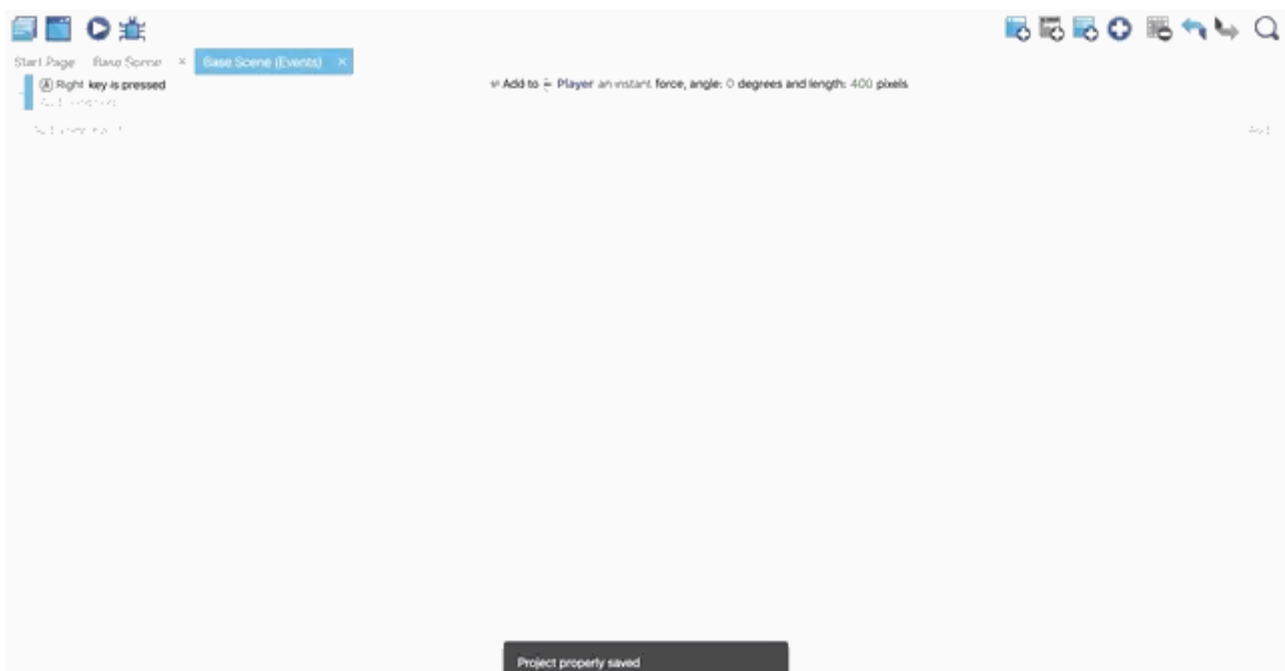 Start Page Base Scene × Base Scene (Events) ×
Right key is pressed
Add to Player an instant force, angle: 0 degrees and length: 400 pixels
Project properly saved